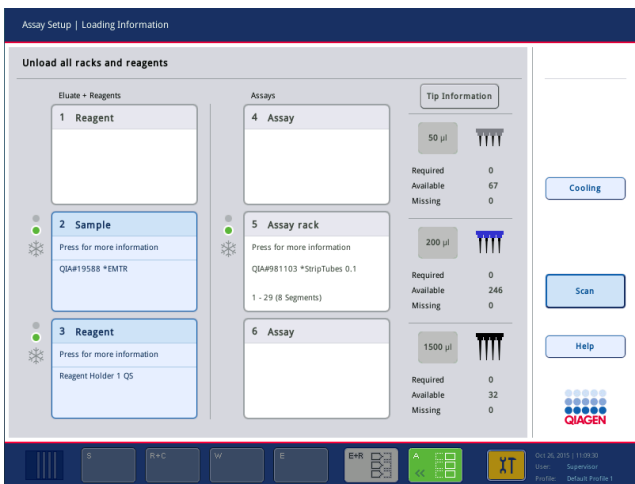 Assay Setup | Loading Information
Unload all racks and reagents
Eluate + Reagents
Assays
Tip Information
1 Reagent
4 Assay
50 µl
Required 0
Available 67
Missing 0
Cooling
2 Sample
Press for more information
QIA#19588 *EMTR
5 Assay rack
Press for more information
QIA#981103 *StripTubes 0.1
1 - 29 (8 Segments)
200 µl
Required 0
Available 246
Missing 0
Scan
3 Reagent
Press for more information
Reagent Holder 1 QS
6 Assay
1500 µl
Required 0
Available 32
Missing 0
Help
QIAGEN
S
R+C
W
E
E+R
A
Oct 26, 2015 | 11:09:30
User: Supervisor
Profile: Default Profile 1